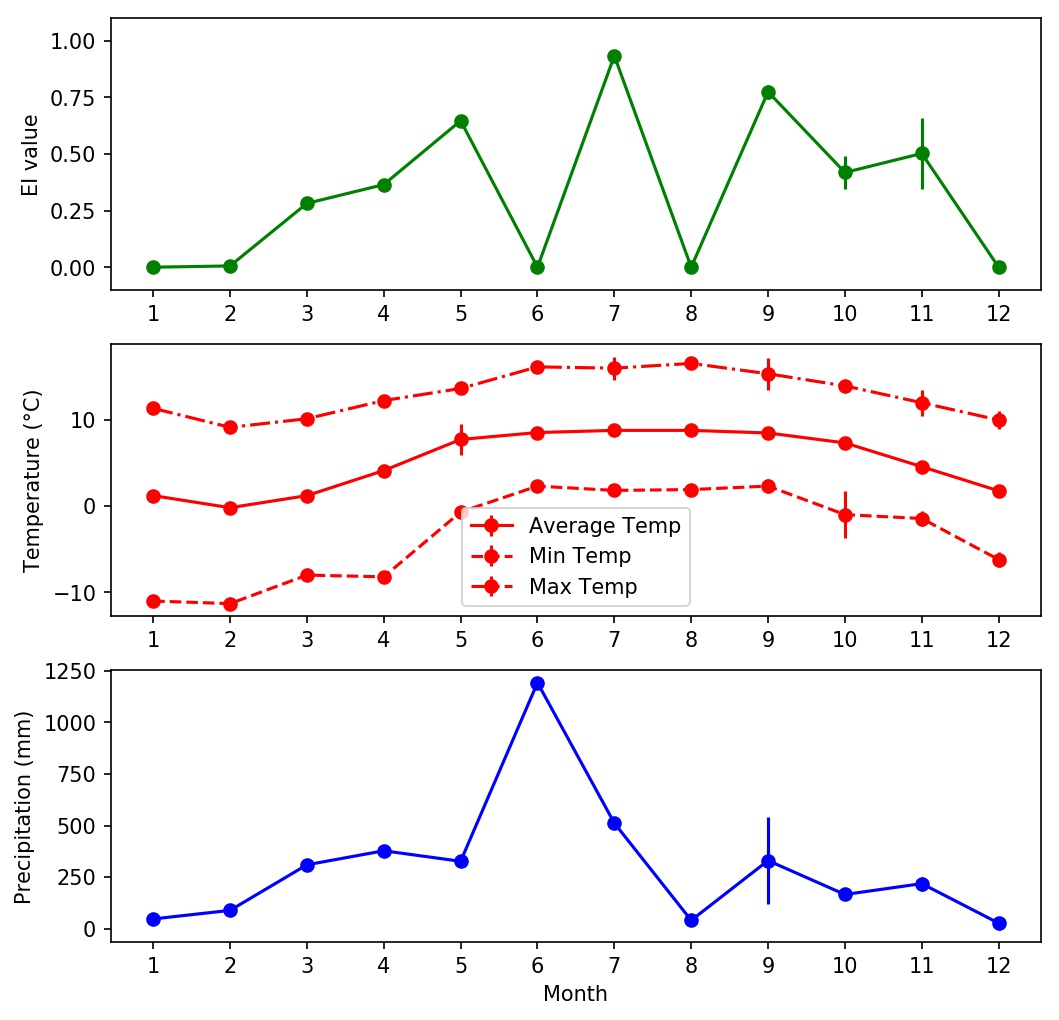 EI value
1.00
0.75
0.50
0.25
0.00
1 2 3 4 5 6 7 8 9 10 11 12
Temperature (°C)
10
0
−10
Average Temp
Min Temp
Max Temp
1 2 3 4 5 6 7 8 9 10 11 12
Precipitation (mm)
1250
1000
750
500
250
0
1 2 3 4 5 6 7 8 9 10 11 12
Month